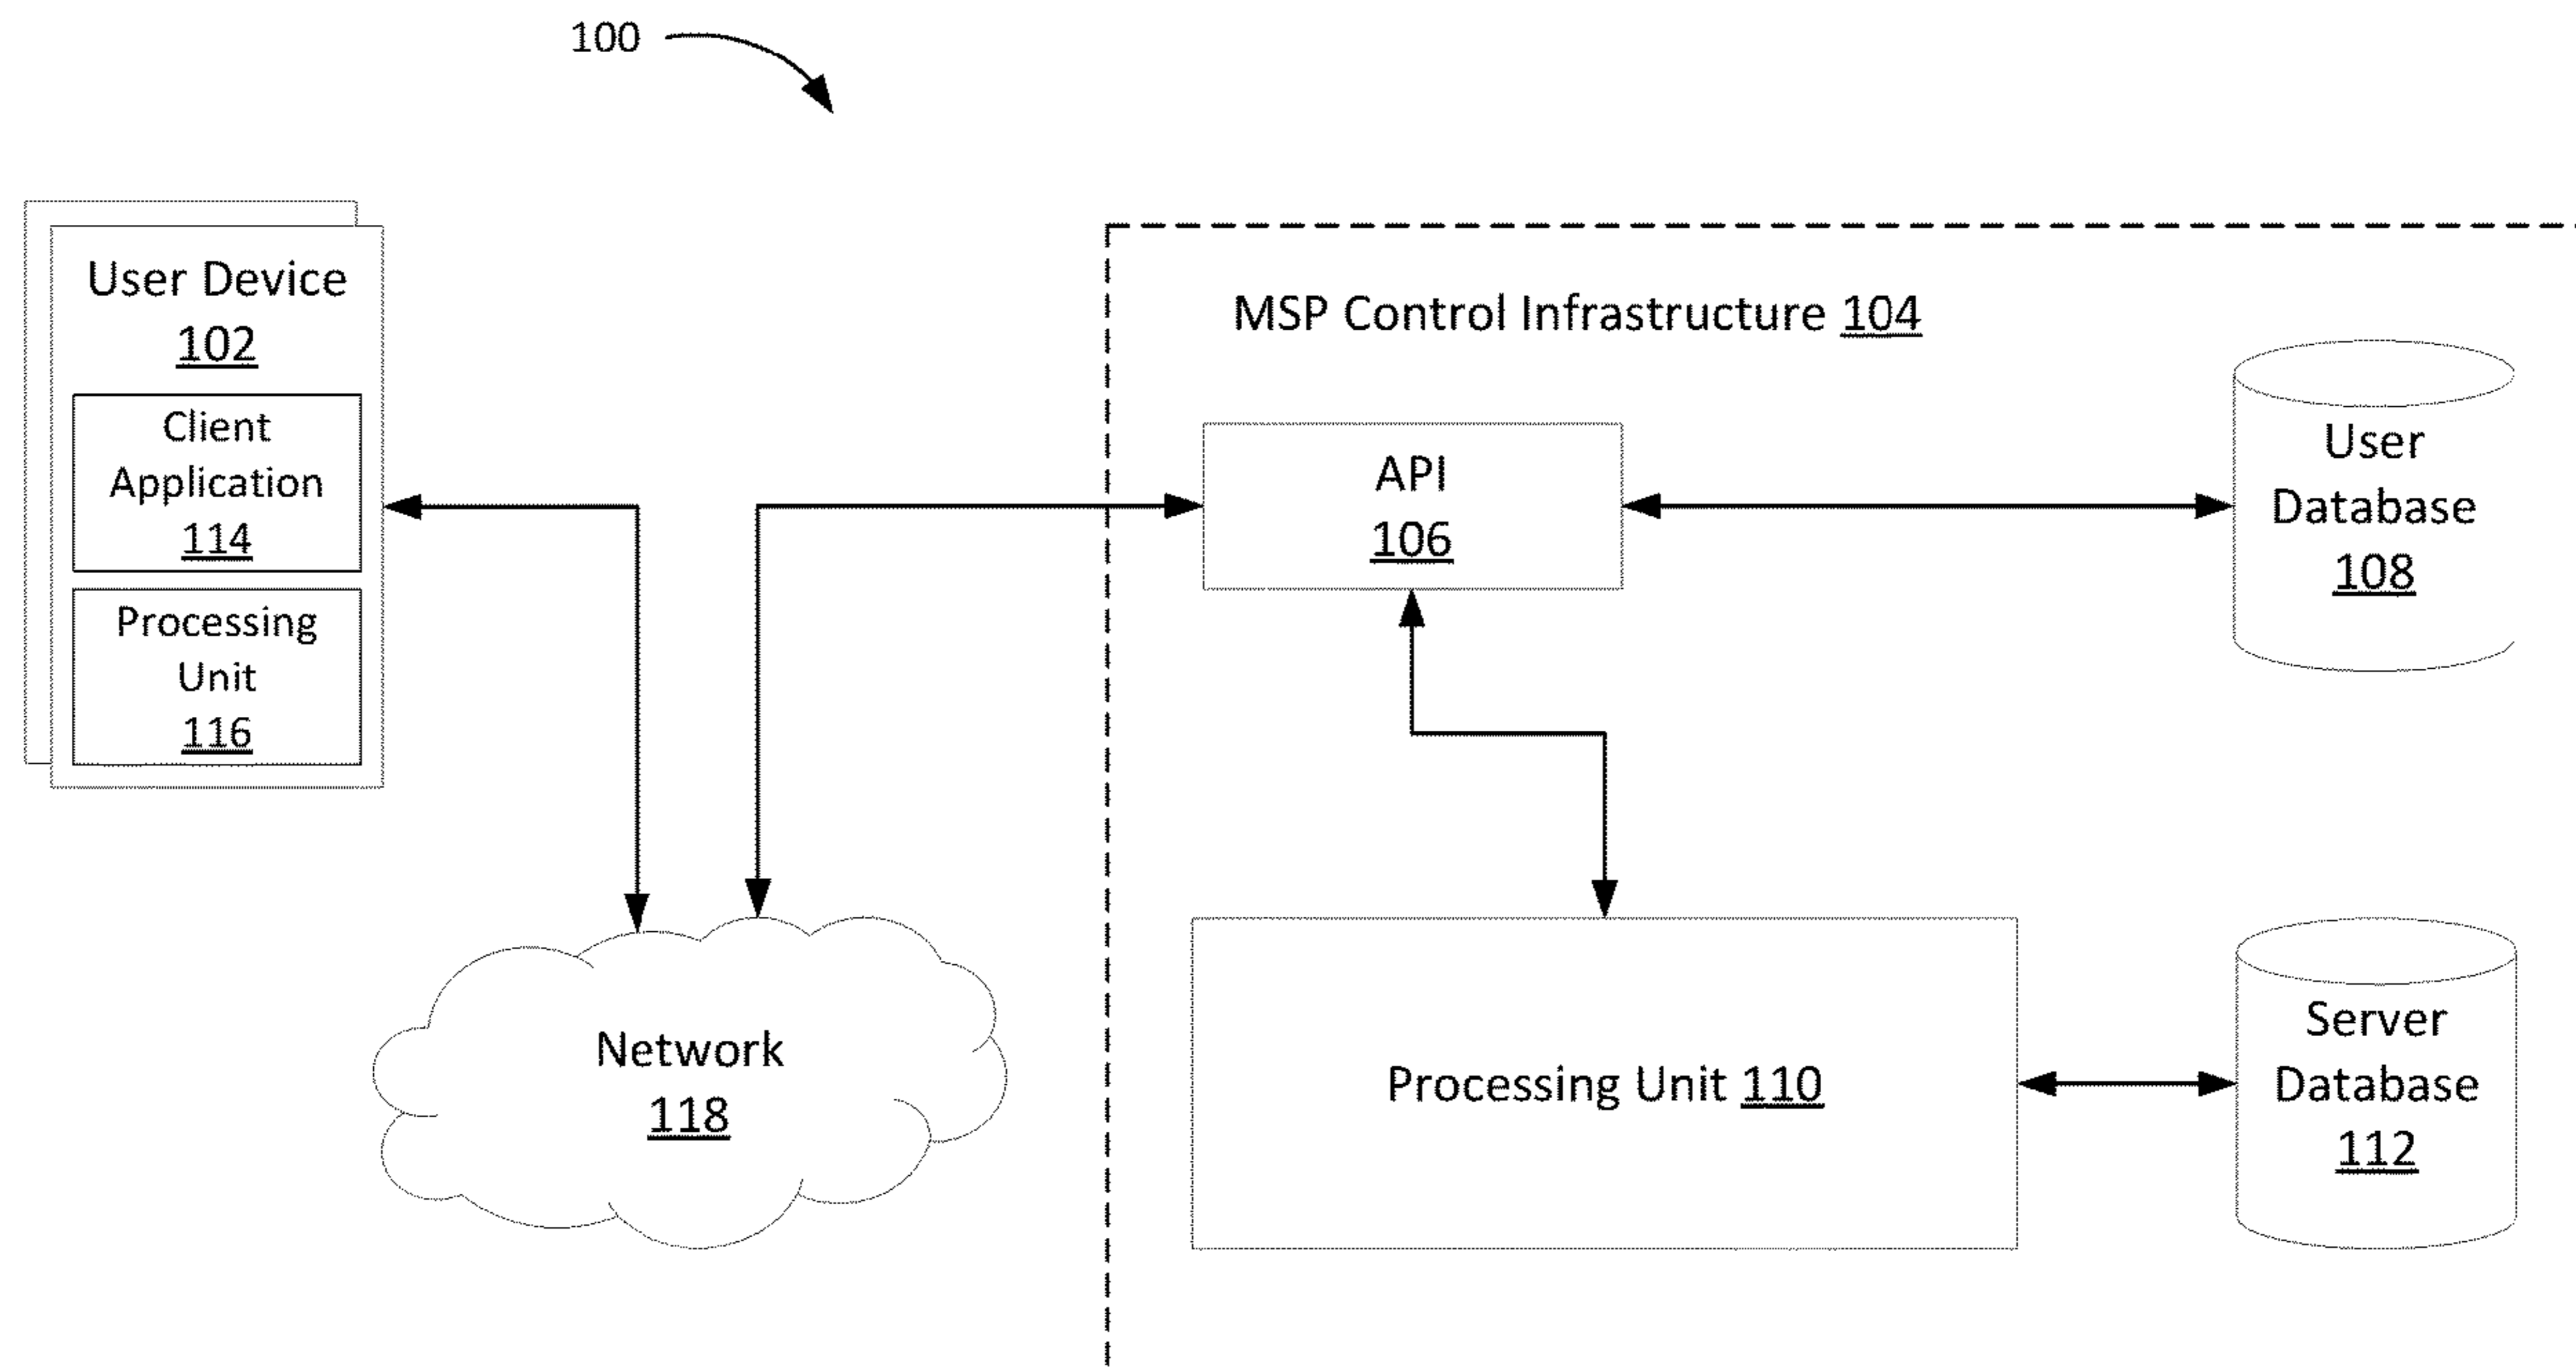 100
User Device
102
Client
Application
114
Processing
Unit
116
Network
118
MSP Control Infrastructure 104
API
106
User
Database
108
Processing Unit 110
Server
Database
112